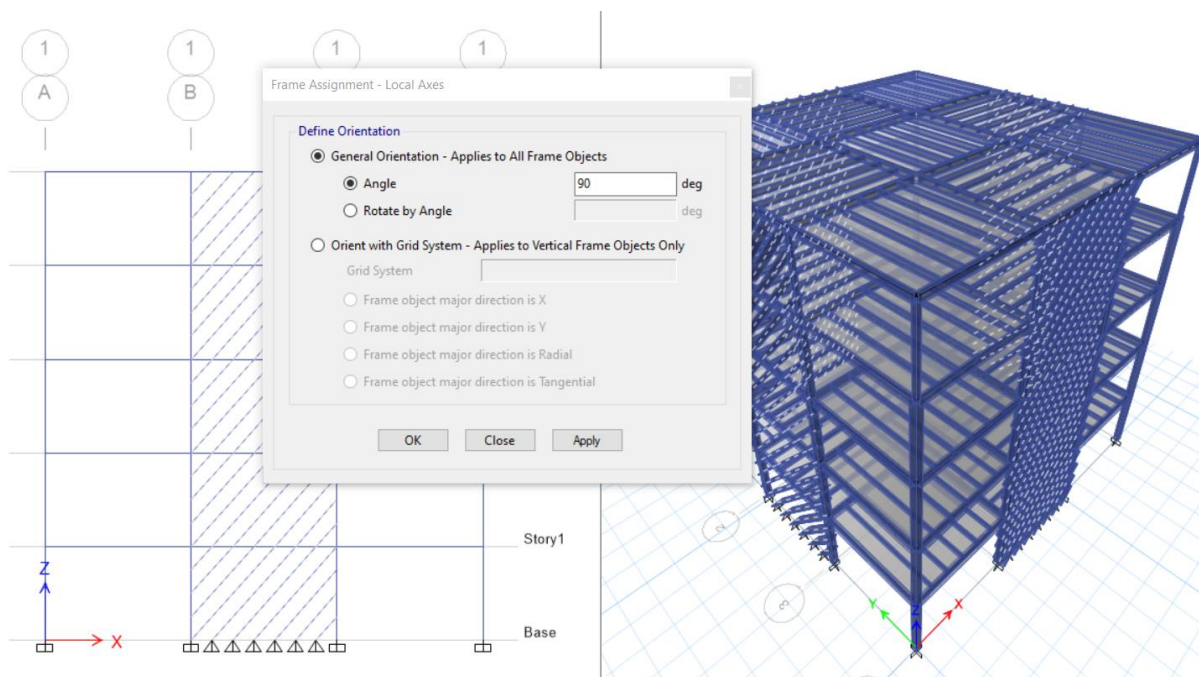 1 1 1 1
A B
Frame Assignment - Local Axes
Define Orientation
General Orientation - Applies to All Frame Objects
Angle 90 deg
Rotate by Angle deg
Orient with Grid System - Applies to Vertical Frame Objects Only
Grid System
Frame object major direction is X
Frame object major direction is Y
Frame object major direction is Radial
Frame object major direction is Tangential
OK Close Apply
Story1
Base
Z
X
2
3
Y Z X